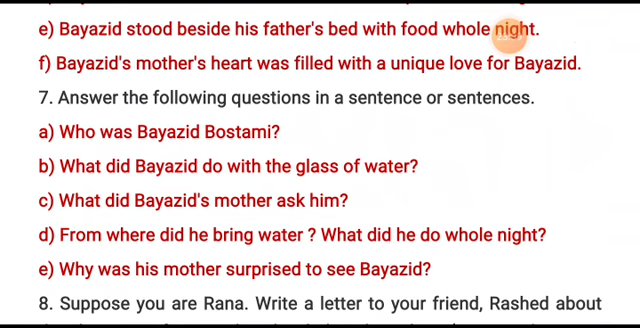 e) Bayazid stood beside his father's bed with food whole night.
f) Bayazid's mother's heart was filled with a unique love for Bayazid.
7. Answer the following questions in a sentence or sentences.
a) Who was Bayazid Bostami?
b) What did Bayazid do with the glass of water?
c) What did Bayazid's mother ask him?
d) From where did he bring water ? What did he do whole night?
e) Why was his mother surprised to see Bayazid?
8. Suppose you are Rana. Write a letter to your friend, Rashed about